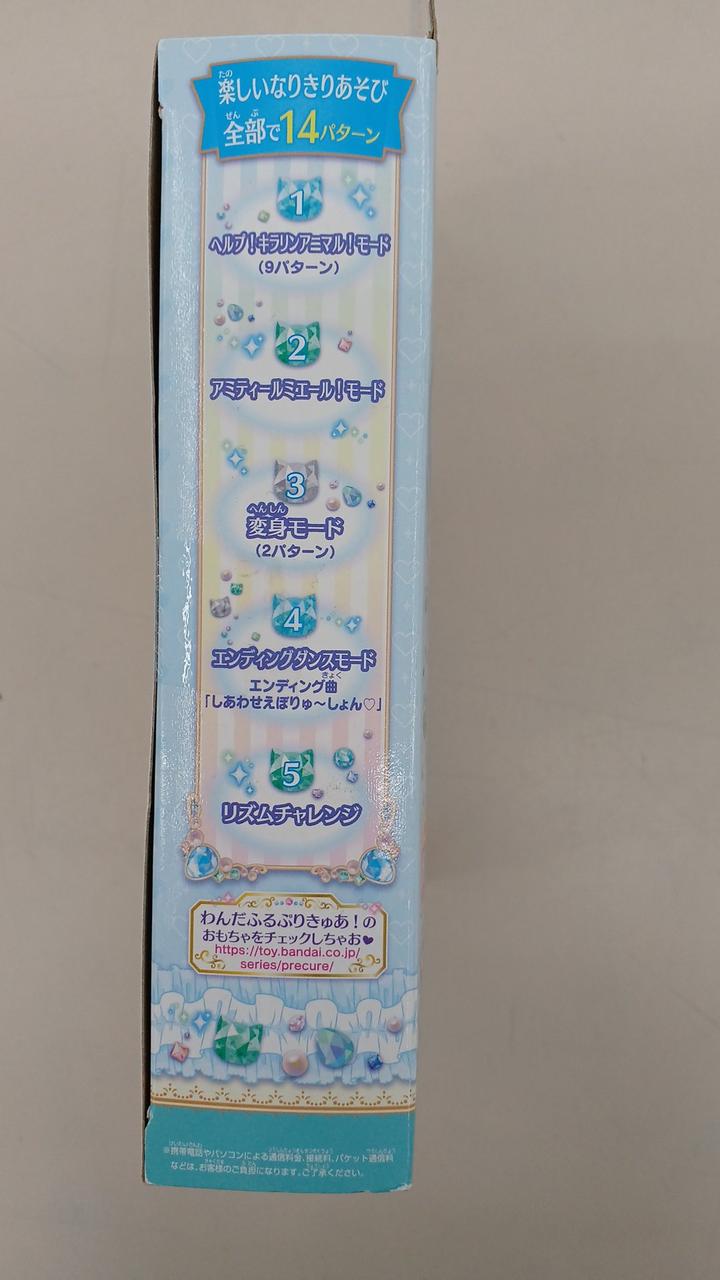 楽しいなりきりあそび
全部で14パターン
1
ヘルプ!キラリンアニマル!モード
(9パターン)
2
アミティールミエール!モード
3
変身モード
(2パターン)
4
エンディングダンスモード
エンディング曲
「しあわせえぼりゅ〜しょん♡」
5
リズムチャレンジ
わんだふるぷりきゅあ!の
おもちゃをチェックしちゃお♥
https://toy.bandai.co.jp/
series/precure/
※携帯電話やパソコンによる通信料金、接続料、パケット通信料
などは、お客様のご負担になります。ご了承ください。